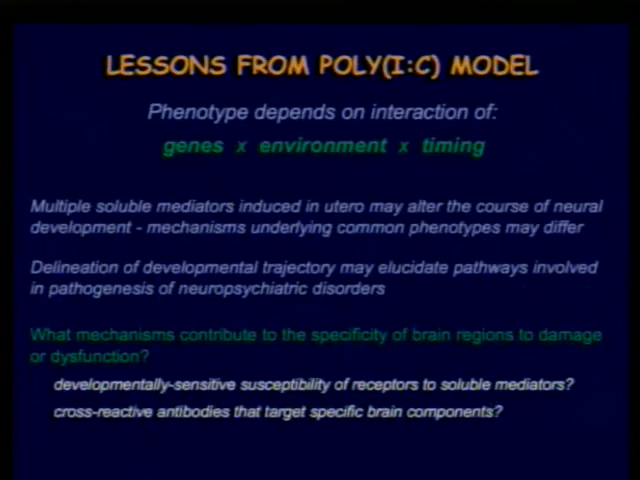 LESSONS FROM POLY(I:C) MODEL
Phenotype depends on interaction of:
genes x environment x timing
Multiple soluble mediators induced in utero may alter the course of neural
development - mechanisms underlying common phenotypes may differ
Delineation of developmental trajectory may elucidate pathways involved
in pathogenesis of neuropsychiatric disorders
What mechanisms contribute to the specificity of brain regions to damage
or dysfunction?
developmentally-sensitive susceptibility of receptors to soluble mediators?
cross-reactive antibodies that target specific brain components?